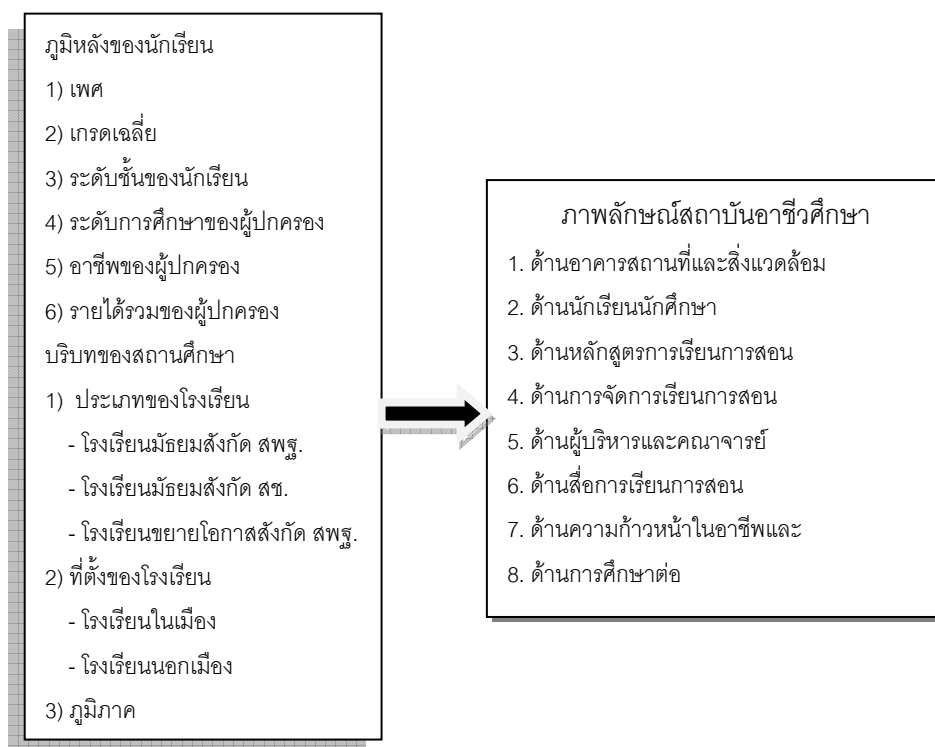 ภูมิหลังของนักเรียน
1) เพศ
2) เกรดเฉลี่ย
3) ระดับชั้นของนักเรียน
4) ระดับการศึกษาของผู้ปกครอง
5) อาชีพของผู้ปกครอง
6) รายได้รวมของผู้ปกครอง
บริบทของสถานศึกษา
1) ประเภทของโรงเรียน
- โรงเรียนมัธยมสังกัด สพฐ.
- โรงเรียนมัธยมสังกัด สช.
- โรงเรียนขยายโอกาสสังกัด สพฐ.
2) ที่ตั้งของโรงเรียน
- โรงเรียนในเมือง
- โรงเรียนนอกเมือง
3) ภูมิภาค
ภาพลักษณ์สถาบันอาชีวศึกษา
1. ด้านอาคารสถานที่และสิ่งแวดล้อม
2. ด้านนักเรียนนักศึกษา
3. ด้านหลักสูตรการเรียนการสอน
4. ด้านการจัดการเรียนการสอน
5. ด้านผู้บริหารและคณาจารย์
6. ด้านสื่อการเรียนการสอน
7. ด้านความก้าวหน้าในอาชีพและ
8. ด้านการศึกษาต่อ